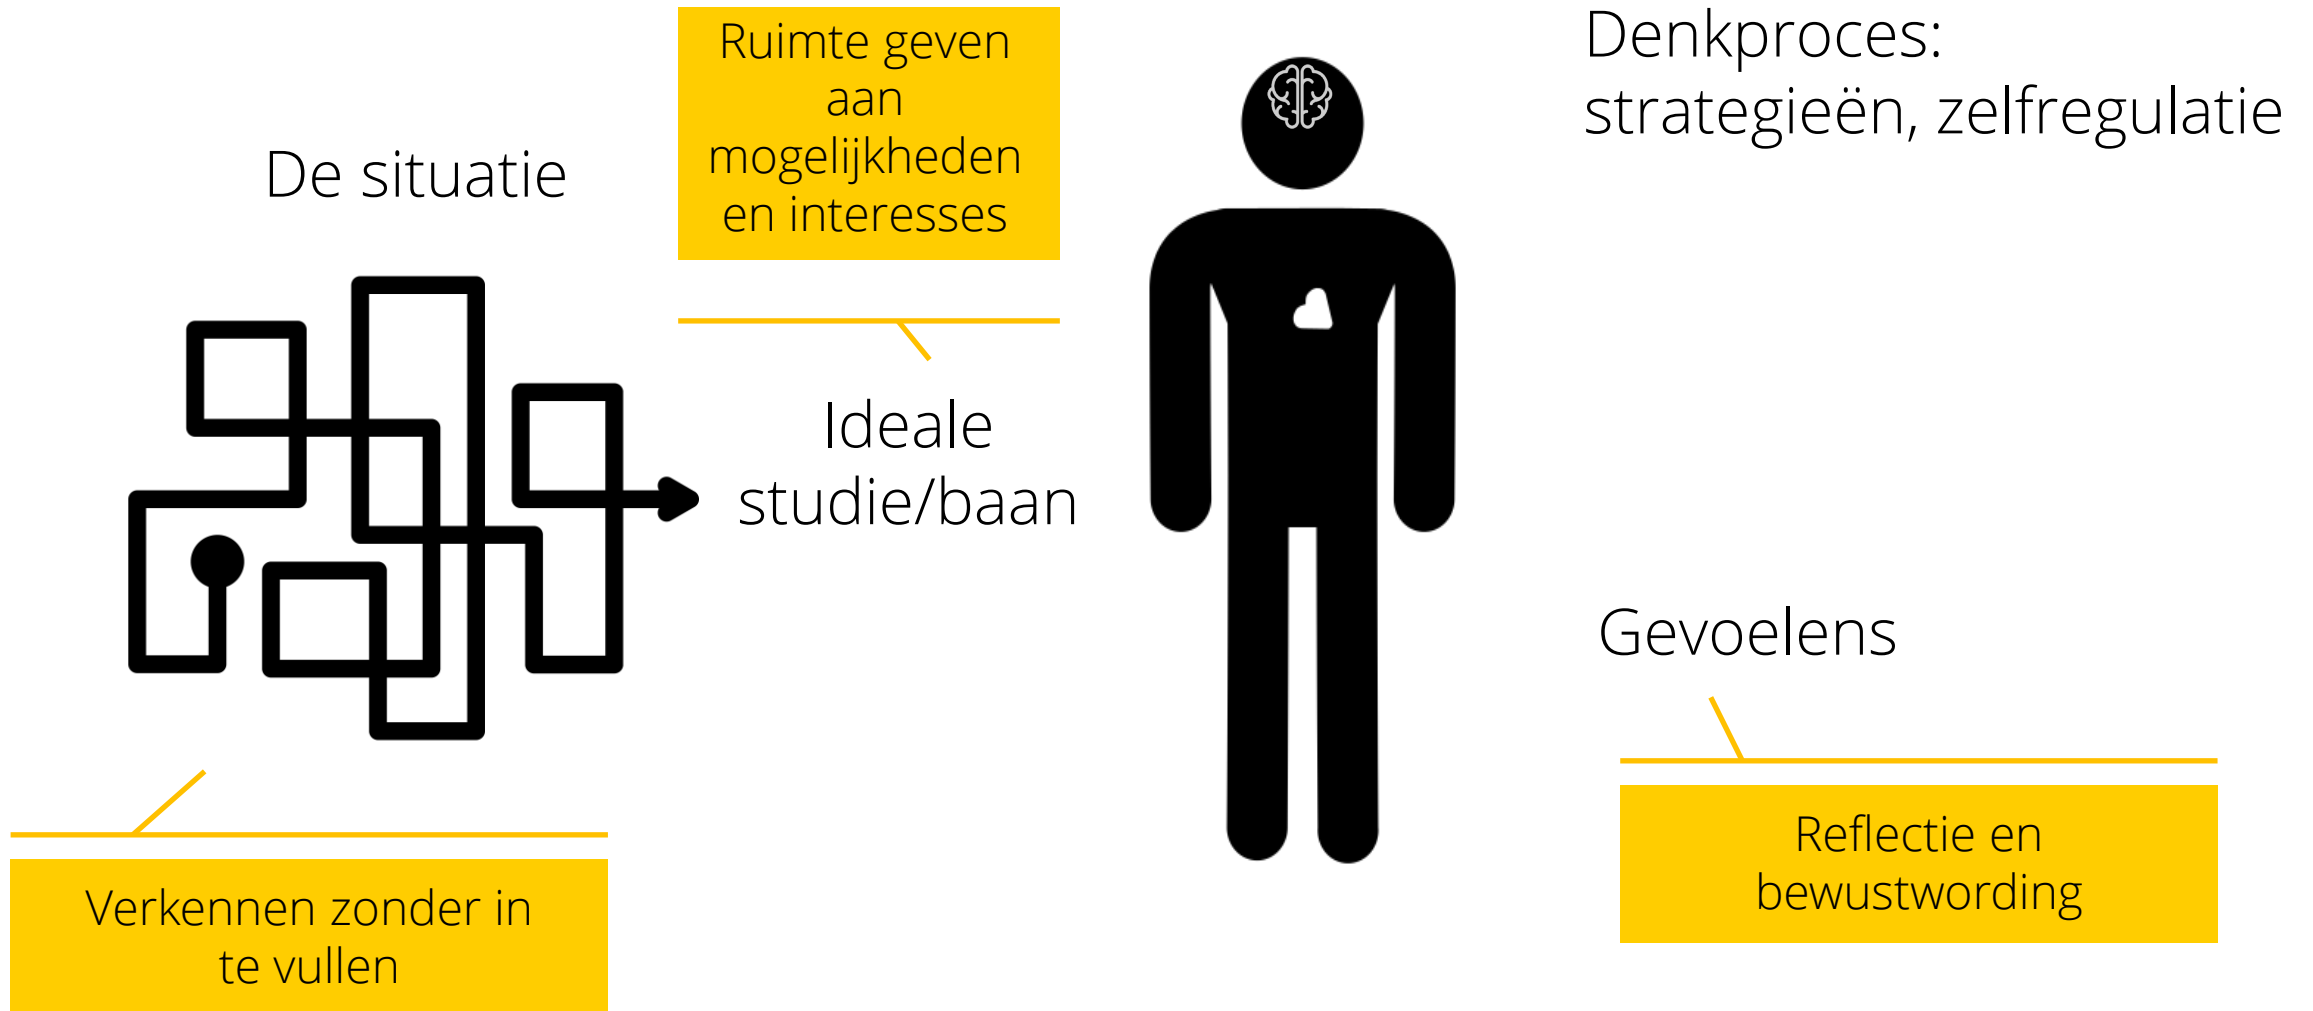 De situatie
Ruimte geven
aan
mogelijkheden
en interesses
Ideale
studie/baan
Verkennen zonder in
te vullen
Denkproces:
strategieën, zelfregulatie
Gevoelens
Reflectie en
bewustwording